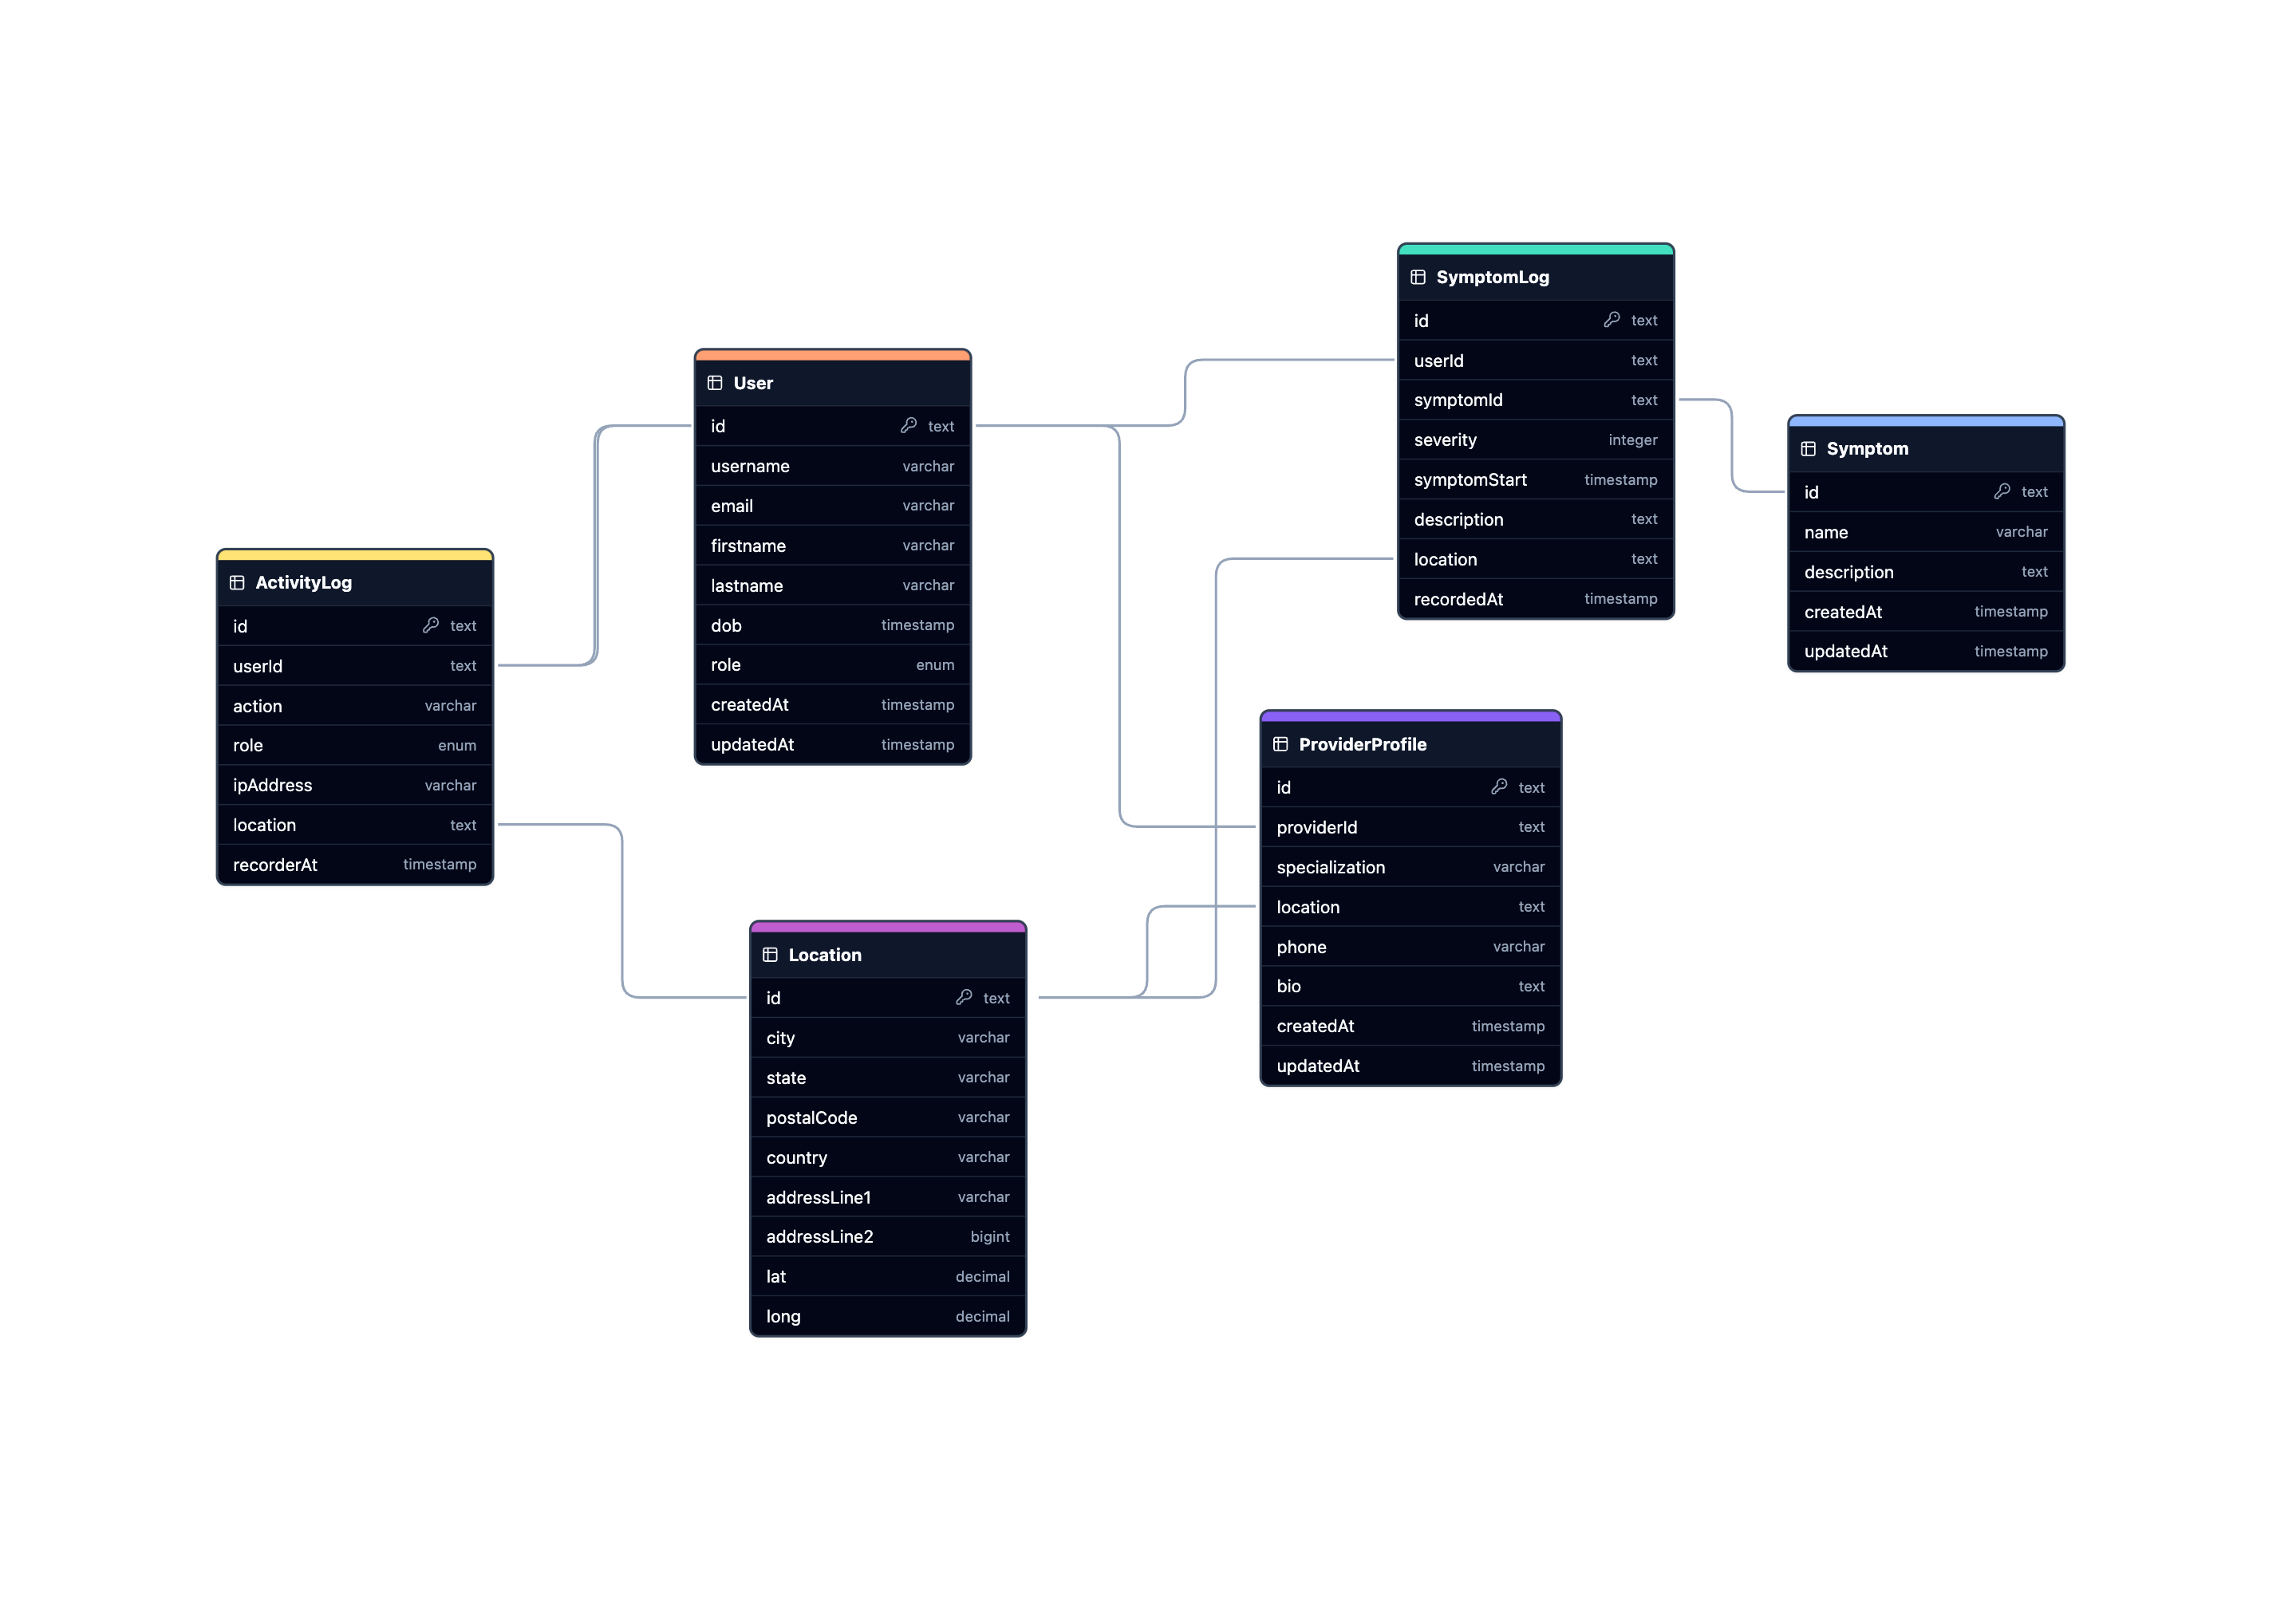 SymptomLog
id text
userId text
symptomId text
severity integer
symptomStart timestamp
description text
location text
recordedAt timestamp
User
id text
username varchar
email varchar
firstname varchar
lastname varchar
dob timestamp
role enum
createdAt timestamp
updatedAt timestamp
Symptom
id text
name varchar
description text
createdAt timestamp
updatedAt timestamp
ActivityLog
id text
userId text
action varchar
role enum
ipAddress varchar
location text
recorderAt timestamp
ProviderProfile
id text
providerId text
specialization varchar
location text
phone varchar
bio text
createdAt timestamp
updatedAt timestamp
Location
id text
city varchar
state varchar
postalCode varchar
country varchar
addressLine1 varchar
addressLine2 bigint
lat decimal
long decimal